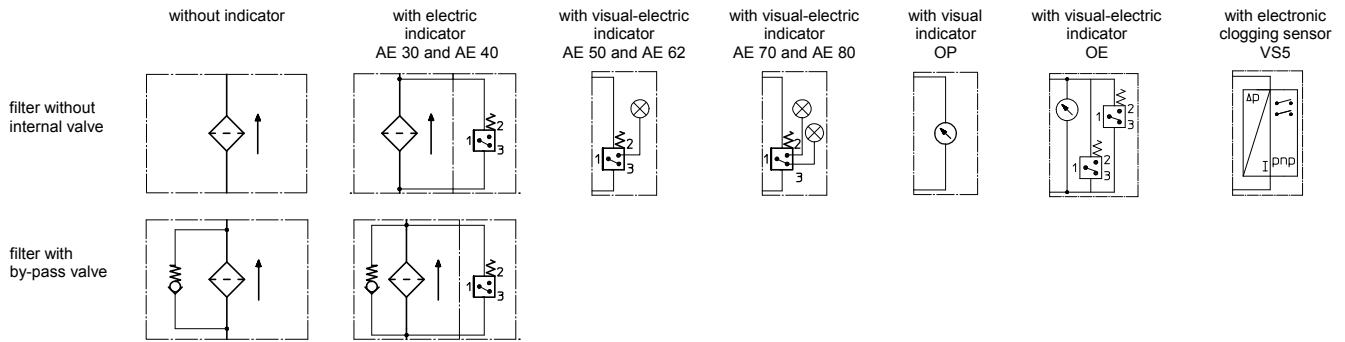 without indicator
with electric
indicator
AE 30 and AE 40
with visual-electric
indicator
AE 50 and AE 62
with visual-electric
indicator
AE 70 and AE 80
with visual
indicator
OP
with visual-electric
indicator
OE
with electronic
clogging sensor
VS5
filter without
internal valve
1 2 3
1 2 3
1 2 3
1 2 3
1 2 3
Δp
I pnp
filter with
by-pass valve
1 2 3